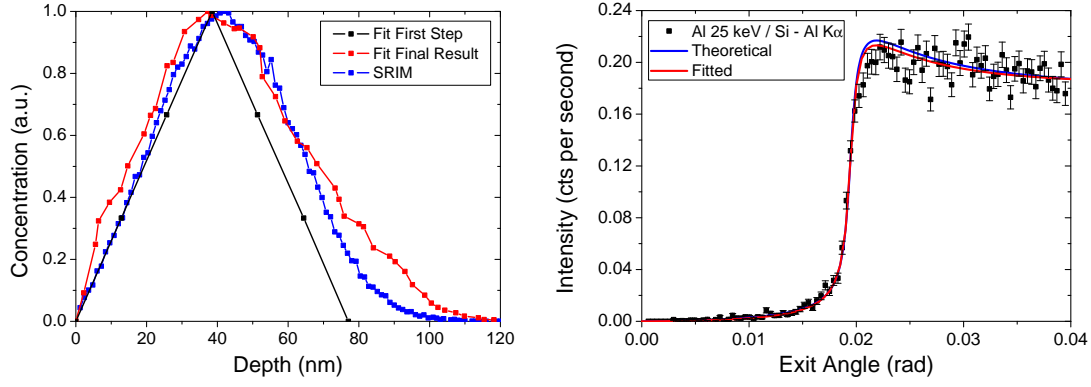 Concentration (a.u.)
1.0
0.8
0.6
0.4
0.2
0.0
Fit First Step
Fit Final Result
SRIM
0 20 40 60 80 100 120
Depth (nm)
Intensity (cts per second)
0.24
0.20
0.16
0.12
0.08
0.04
0.00
Al 25 keV / Si - Al Kα
Theoretical
Fitted
0.00 0.01 0.02 0.03 0.04
Exit Angle (rad)